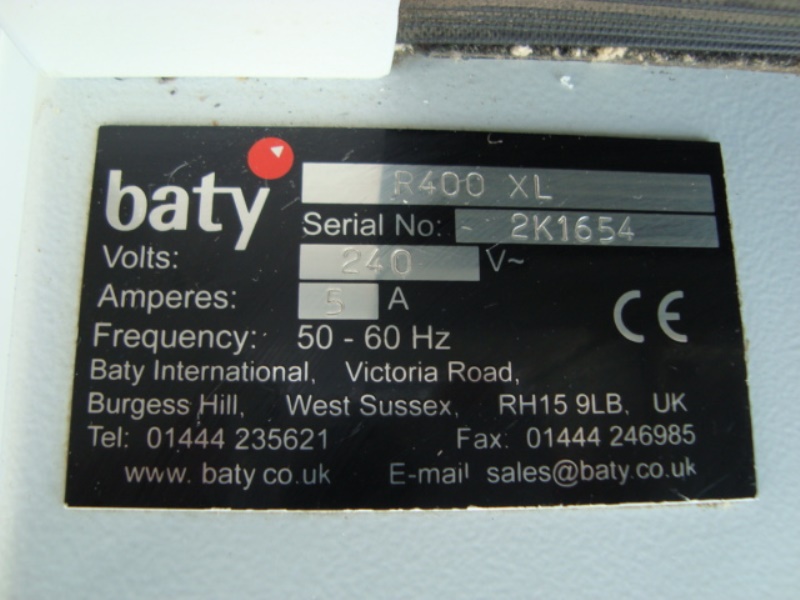 baty
R400 XL
Serial No: - 2K1654
Volts: 240 V~
Amperes: 5 A
Frequency: 50 - 60 Hz
CE
Baty International, Victoria Road,
Burgess Hill, West Sussex, RH15 9LB, UK
Tel: 01444 235621 Fax: 01444 246985
www.baty.co.uk E-mail sales@baty.co.uk